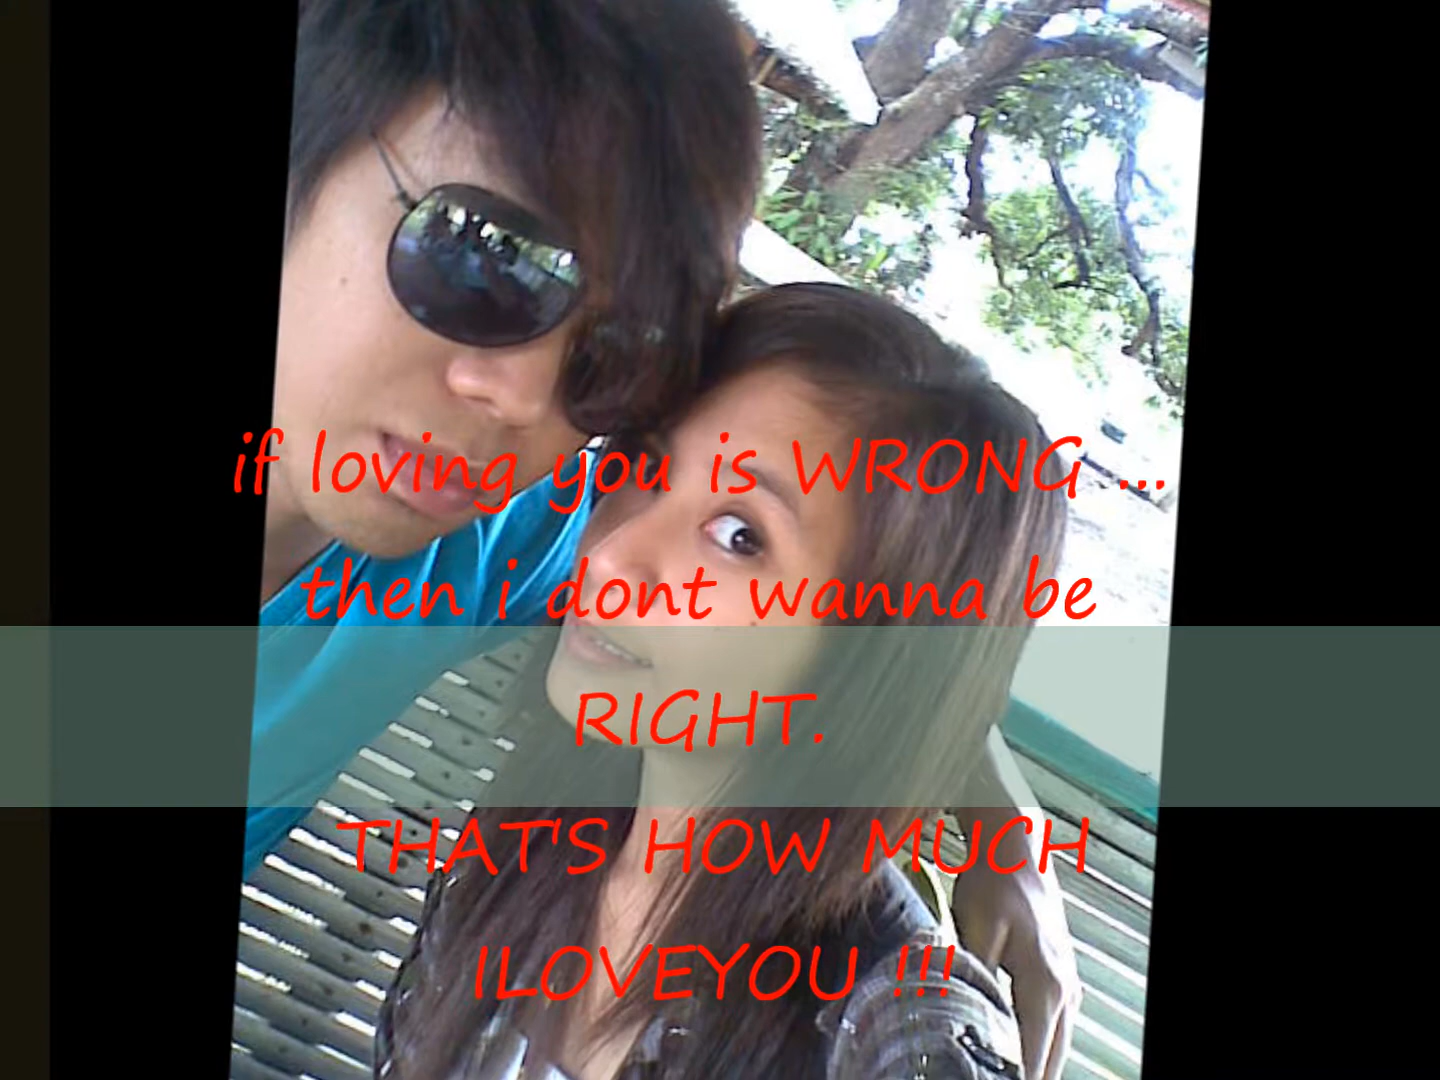 if loving you is WRONG ...
then i dont wanna be
RIGHT.
THAT'S HOW MUCH
ILOVEYOU !!!